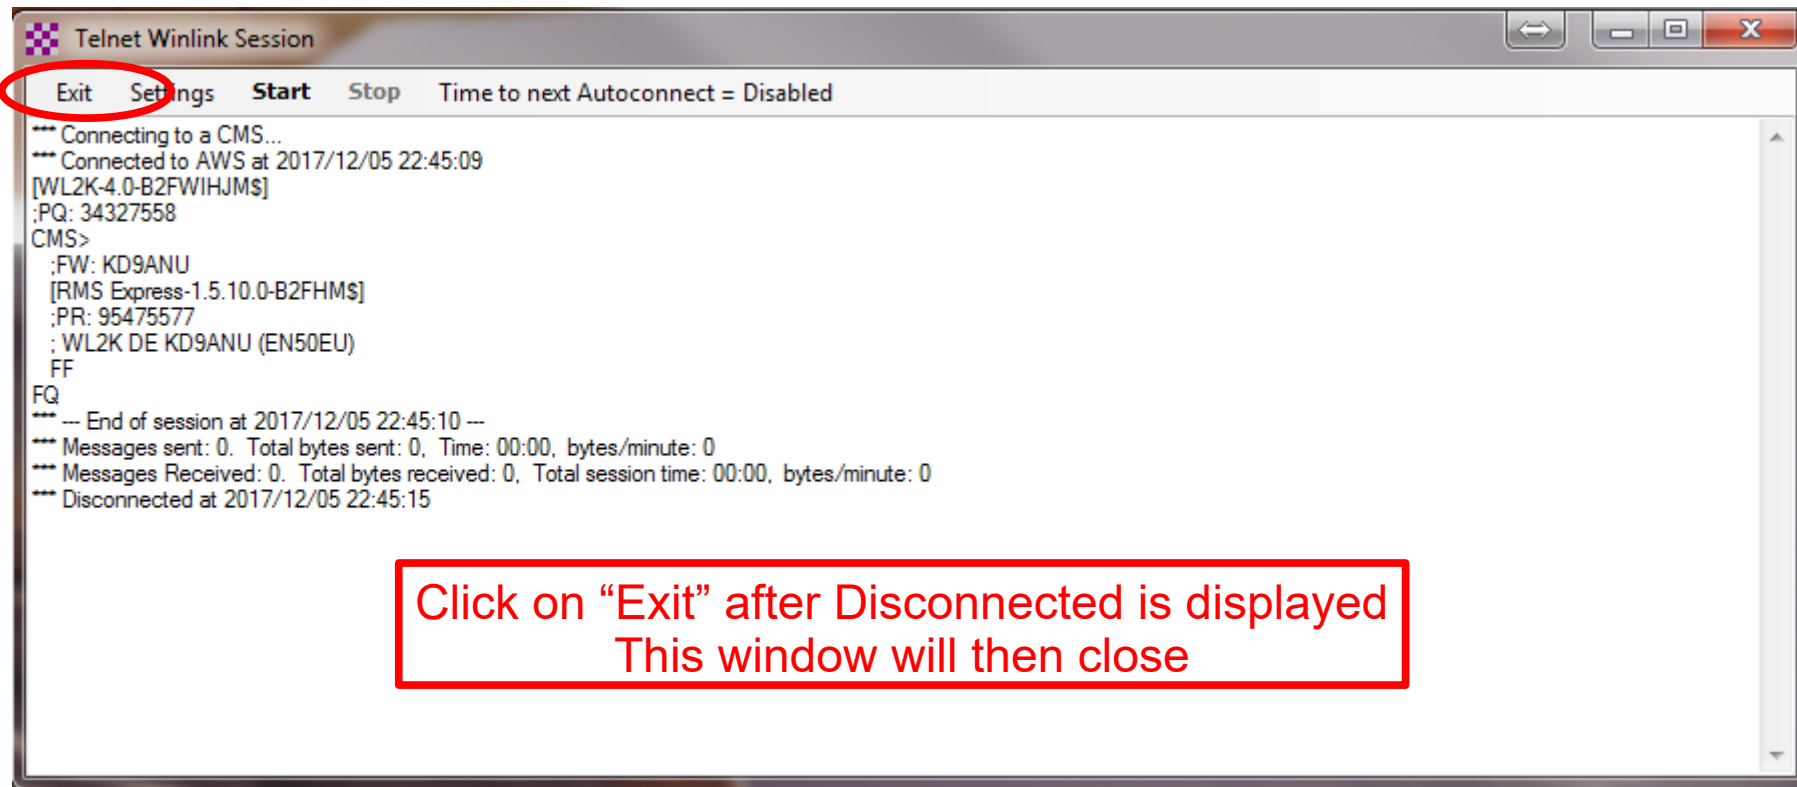 Telnet Winlink Session
Exit Settings Start Stop Time to next Autoconnect = Disabled
*** Connecting to a CMS...
*** Connected to AWS at 2017/12/05 22:45:09
[WL2K-4.0-B2FWIHJM$]
;PQ: 34327558
CMS>
;FW: KD9ANU
[RMS Express-1.5.10.0-B2FHM$]
;PR: 95475577
; WL2K DE KD9ANU (EN50EU)
FF
FQ
*** --- End of session at 2017/12/05 22:45:10 ---
*** Messages sent: 0.  Total bytes sent: 0,  Time: 00:00,  bytes/minute: 0
*** Messages Received: 0.  Total bytes received: 0,  Total session time: 00:00,  bytes/minute: 0
*** Disconnected at 2017/12/05 22:45:15
Click on “Exit” after Disconnected is displayed
This window will then close